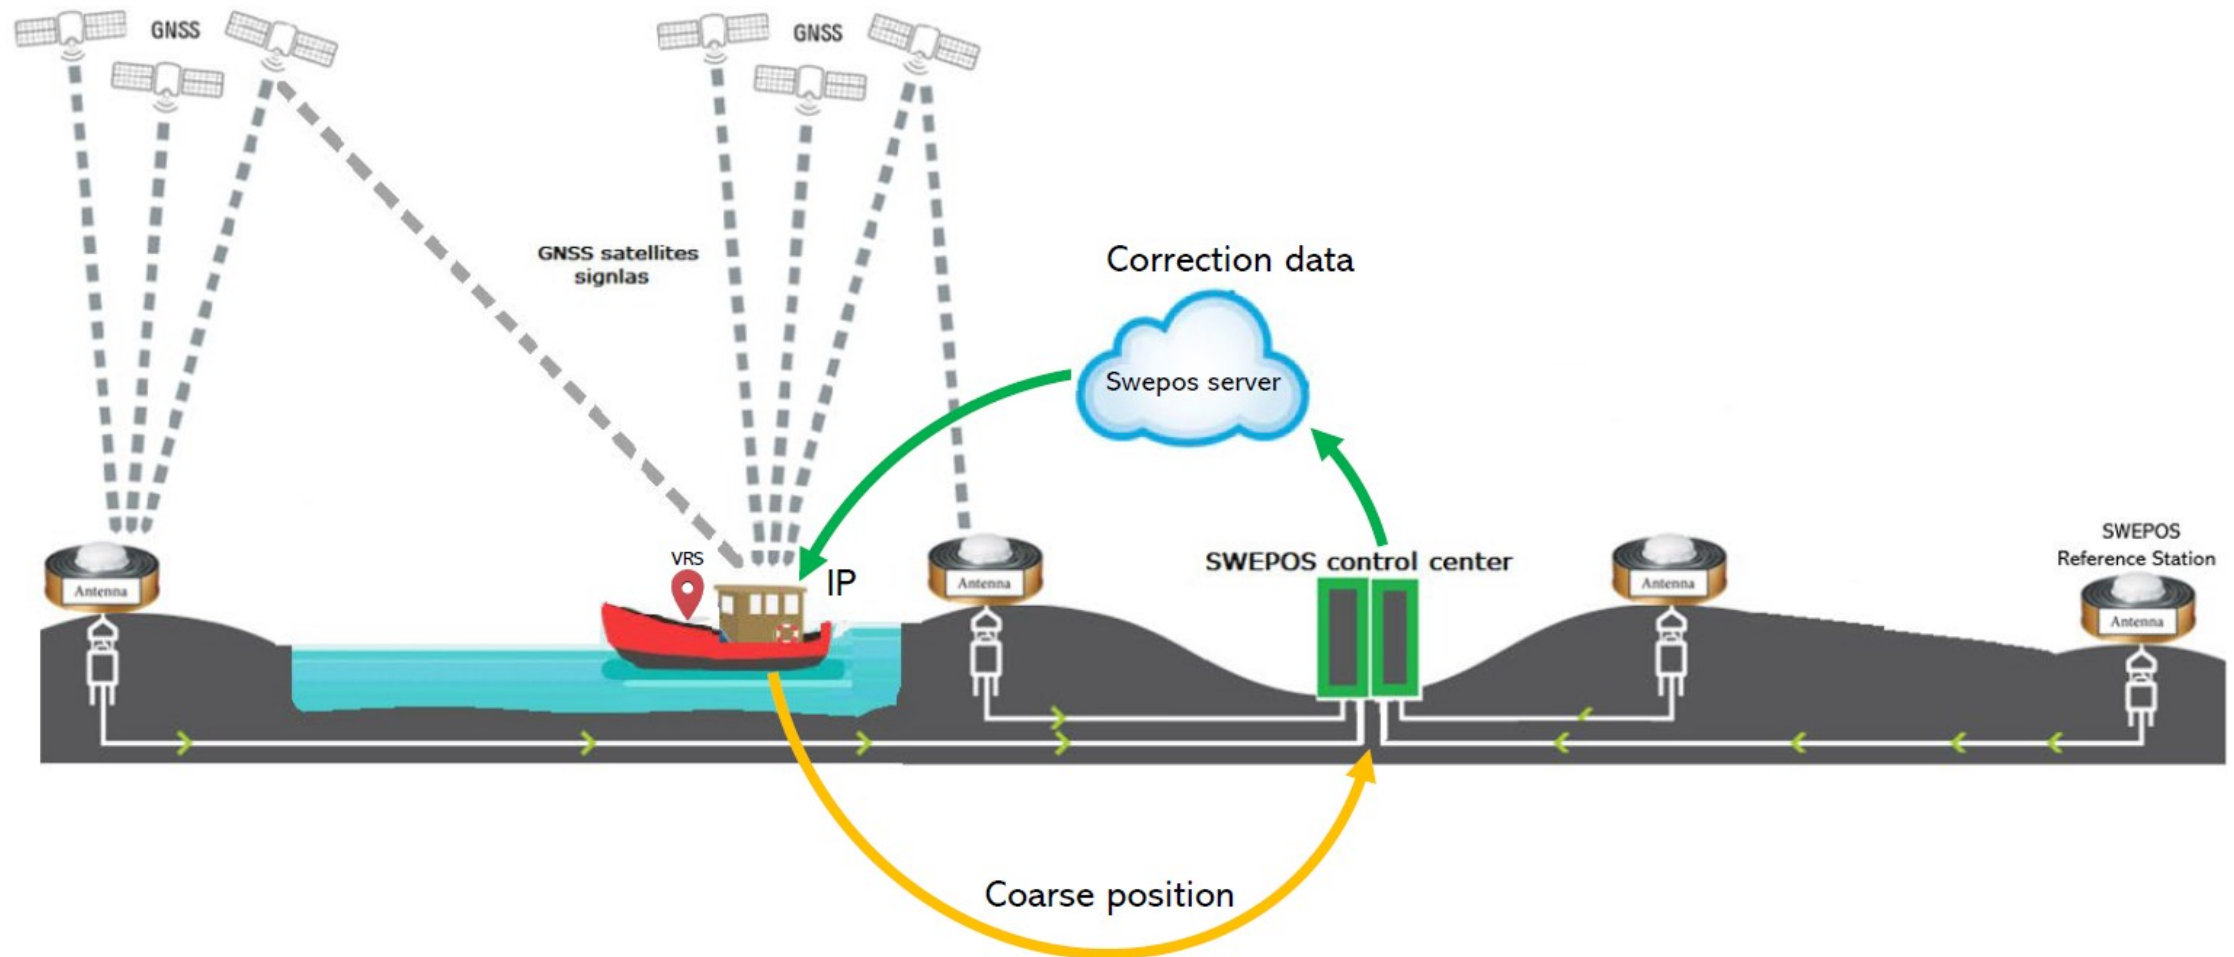 GNSS
GNSS
GNSS satellites
signlas
Correction data
Swepos server
SWEPOS
Reference Station
VRS
SWEPOS control center
IP
Antenna
Antenna
Antenna
Antenna
Coarse position